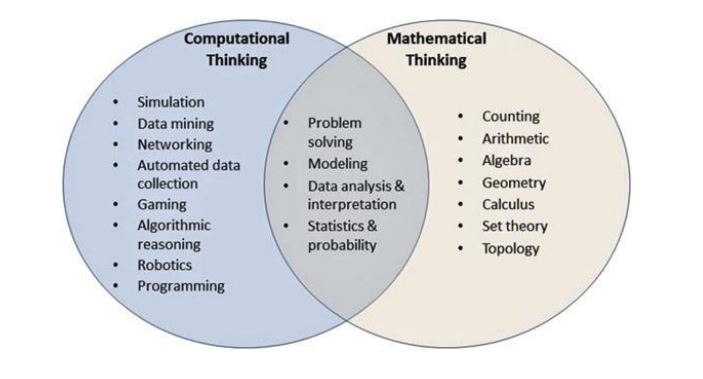 Computational
Thinking
• Simulation
• Data mining
• Networking
• Automated data
collection
• Gaming
• Algorithmic
reasoning
• Robotics
• Programming
• Problem
solving
• Modeling
• Data analysis &
interpretation
• Statistics &
probability
Mathematical
Thinking
• Counting
• Arithmetic
• Algebra
• Geometry
• Calculus
• Set theory
• Topology